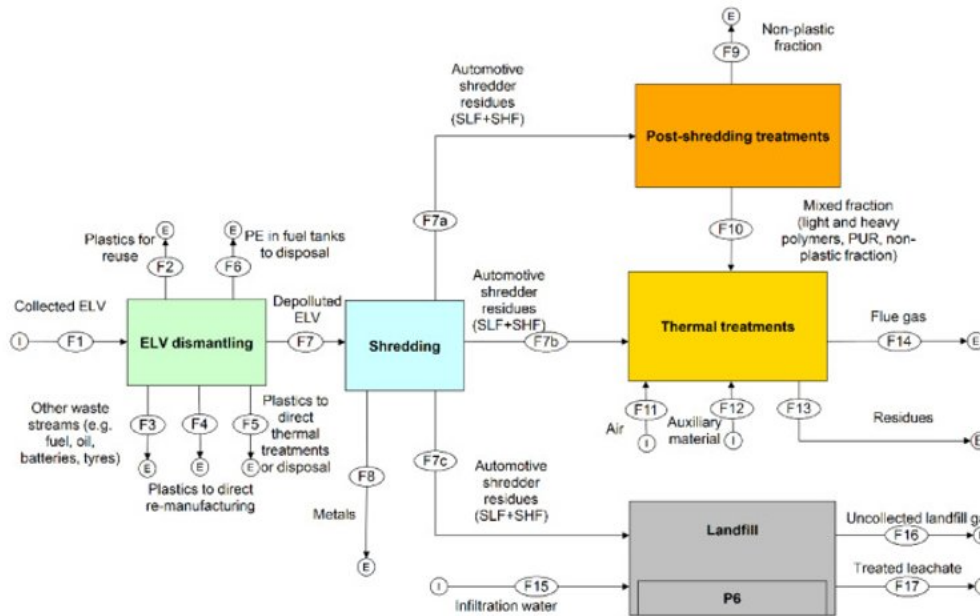 E
Non-plastic
fraction
F9
Automotive
shredder
residues
(SLF+SHF)
Post-shredding treatments
F7a
F10
Mixed fraction
(light and heavy
polymers, PUR, non-
plastic fraction)
E
E
Plastics for
reuse
F2
F6
PE in fuel tanks
to disposal
Collected ELV
I
F1
ELV dismantling
Depolluted
ELV
F7
Shredding
Automotive
shredder
residues
(SLF+SHF)
F7b
Thermal treatments
Flue gas
F14
E
Other waste
streams (e.g.
fuel, oil,
batteries, tyres)
F3
F4
F5
Plastics to
direct
thermal
treatments
or disposal
E
E
E
Plastics to direct
re-manufacturing
F11
F12
F13
Air
I
Auxiliary
material
I
Residues
E
F8
Metals
E
F7c
Automotive
shredder
residues
(SLF+SHF)
Landfill
P6
Uncollected landfill
F16
Treated leachate
F17
I
F15
Infiltration water